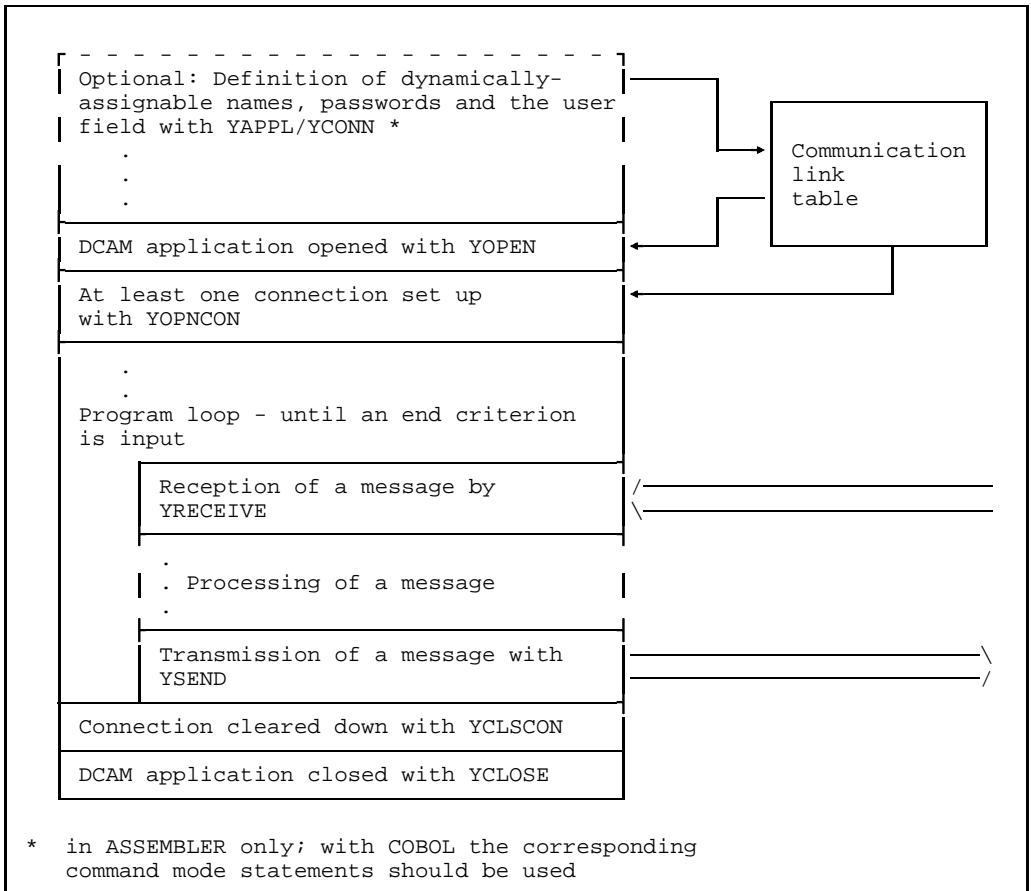 Optional: Definition of dynamically-
assignable names, passwords and the user
field with YAPPL/YCONN *
.
.
.
Communication
link
table
DCAM application opened with YOPEN
At least one connection set up
with YOPNCON
.
.
Program loop - until an end criterion
is input
Reception of a message by
YRECEIVE
.
. Processing of a message
.
Transmission of a message with
YSEND
Connection cleared down with YCLSCON
DCAM application closed with YCLOSE
* in ASSEMBLER only; with COBOL the corresponding
command mode statements should be used